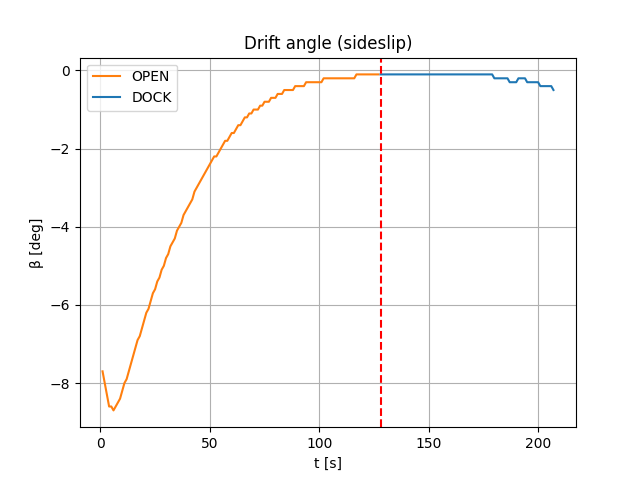 Drift angle (sideslip)
OPEN
DOCK
β [deg]
0
−2
−4
−6
−8
0 50 100 150 200
t [s]